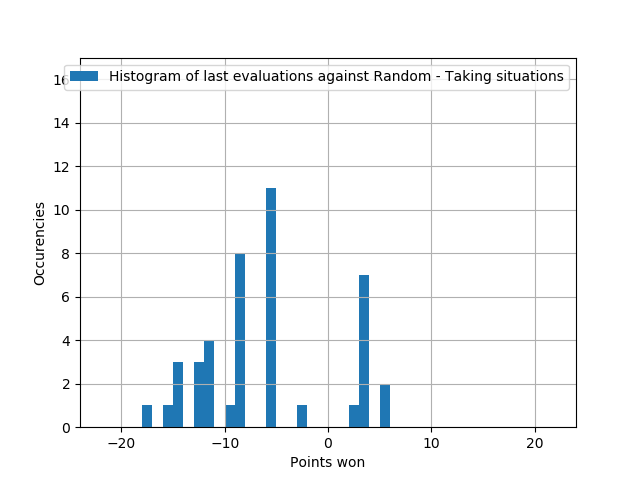 Histogram of last evaluations against Random - Taking situations
16
14
12
10
8
6
4
2
0
Occurencies
−20 −10 0 10 20
Points won